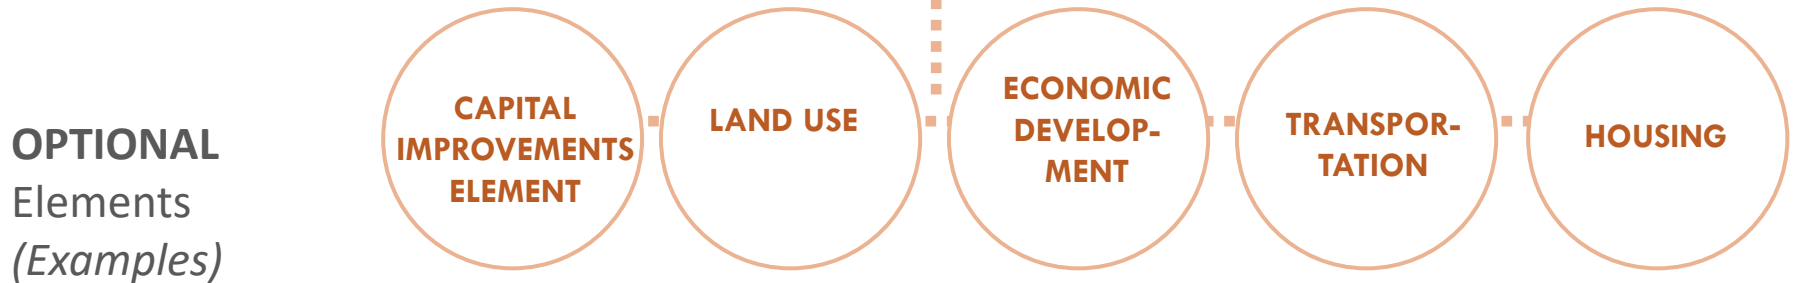 OPTIONAL
Elements
(Examples)
CAPITAL
IMPROVEMENTS
ELEMENT
LAND USE
ECONOMIC
DEVELOP-
MENT
TRANSPOR-
TATION
HOUSING